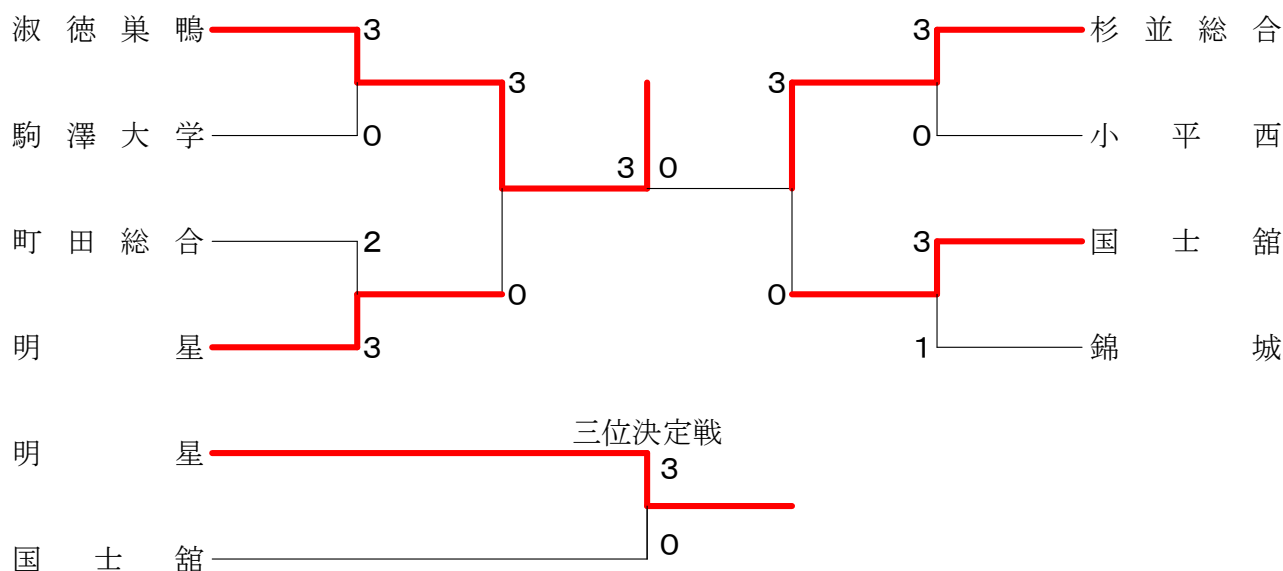 淑徳巣鴨 3 3 杉並総合
3 3
駒澤大学 0 0 小平西
3 0
町田総合 2 3 国士舘
0 0
明星 3 1 錦城
三位決定戦
明星 3
国士舘 0